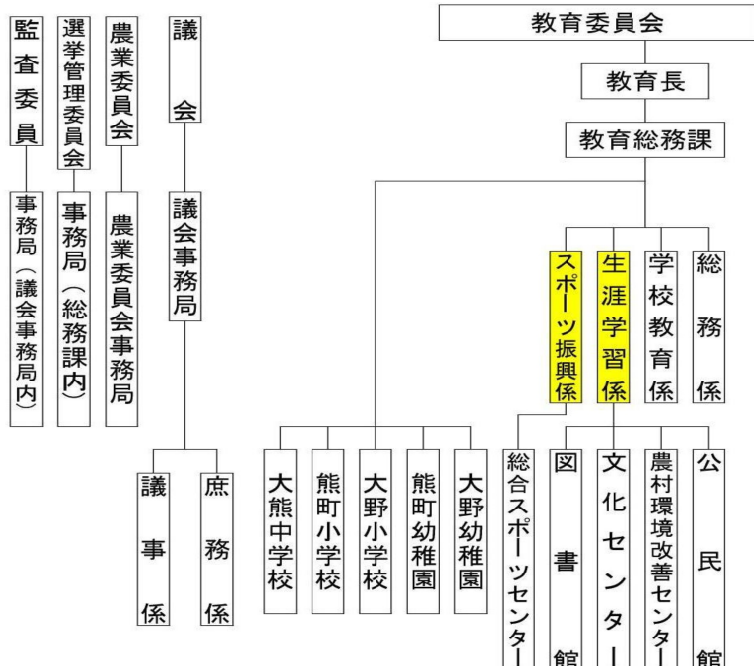 教育委員会
教育長
教育総務課
総務係
学校教育係
生涯学習係
スポーツ振興係
公民館
農村環境改善センター
文化センター
図書館
総合スポーツセンター
大野幼稚園
熊町幼稚園
大野小学校
熊町小学校
大熊中学校
議会
議会事務局
庶務係
議事係
農業委員会
農業委員会事務局
選挙管理委員会
事務局（総務課内）
監査委員
事務局（議会事務局内）